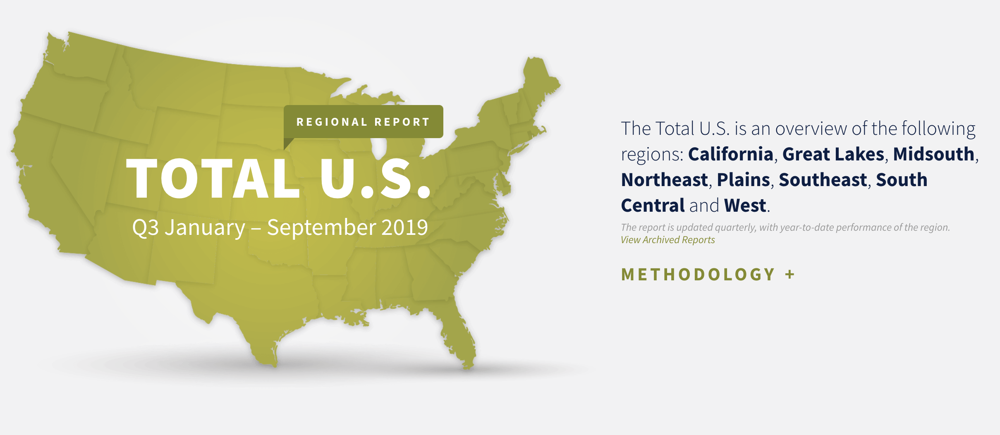 REGIONAL REPORT
TOTAL U.S.
Q3 January – September 2019
The Total U.S. is an overview of the following
regions: California, Great Lakes, Midsouth,
Northeast, Plains, Southeast, South
Central and West.
The report is updated quarterly, with year-to-date performance of the region.
View Archived Reports
METHODOLOGY +